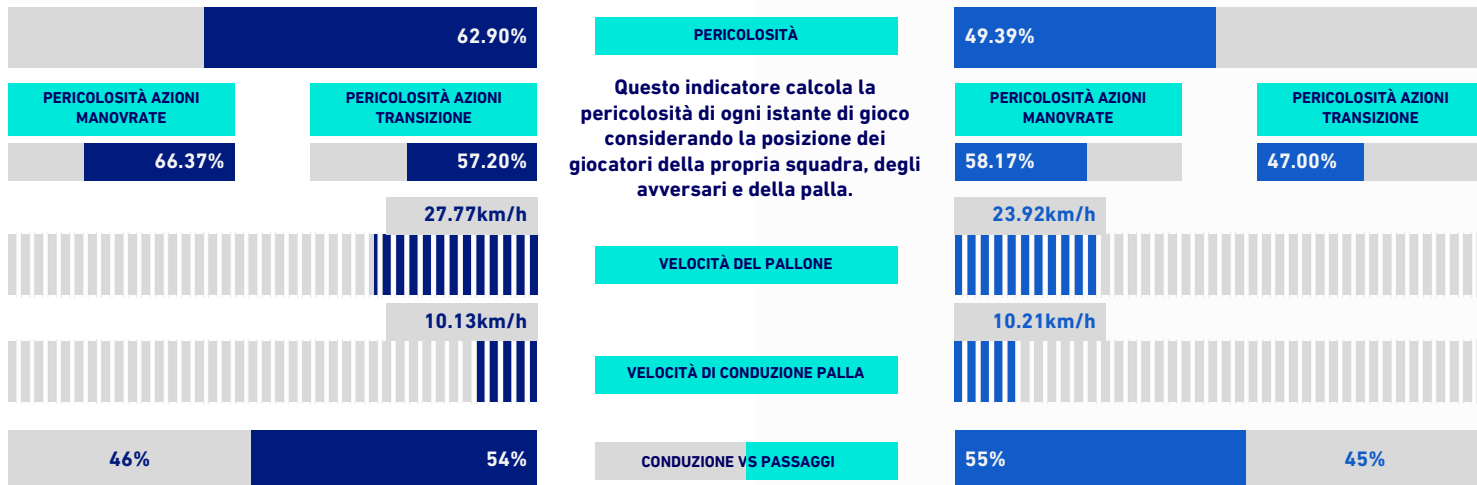 62.90%
PERICOLOSITÀ
49.39%
PERICOLOSITÀ AZIONI
MANOVRATE
PERICOLOSITÀ AZIONI
TRANSIZIONE
66.37%
57.20%
Questo indicatore calcola la
pericolosità di ogni istante di gioco
considerando la posizione dei
giocatori della propria squadra, degli
avversari e della palla.
PERICOLOSITÀ AZIONI
MANOVRATE
PERICOLOSITÀ AZIONI
TRANSIZIONE
58.17%
47.00%
27.77km/h
VELOCITÀ DEL PALLONE
23.92km/h
10.13km/h
VELOCITÀ DI CONDUZIONE PALLA
10.21km/h
46%
54%
CONDUZIONE VS PASSAGGI
55%
45%